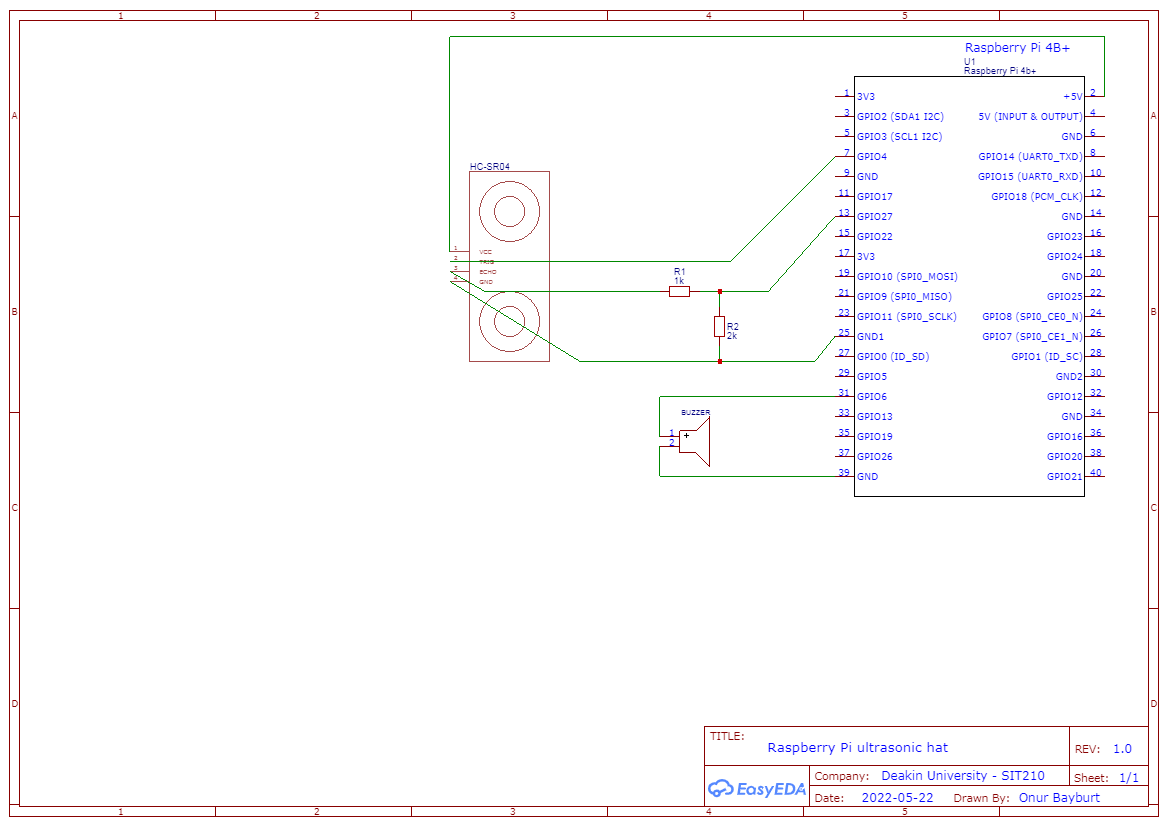 1 2 3 4 5
A A
B B
C C
D D
Raspberry Pi 4B+
U1
Raspberry Pi 4b+
1 3V3 +5V 2
3 GPIO2 (SDA1 I2C) 5V (INPUT & OUTPUT) 4
5 GPIO3 (SCL1 I2C) GND 6
7 GPIO4 GPIO14 (UART0_TXD) 8
9 GND GPIO15 (UART0_RXD) 10
11 GPIO17 GPIO18 (PCM_CLK) 12
13 GPIO27 GND 14
15 GPIO22 GPIO23 16
17 3V3 GPIO24 18
19 GPIO10 (SPI0_MOSI) GND 20
21 GPIO9 (SPI0_MISO) GPIO25 22
23 GPIO11 (SPI0_SCLK) GPIO8 (SPI0_CE0_N) 24
25 GND1 GPIO7 (SPI0_CE1_N) 26
27 GPIO0 (ID_SD) GPIO1 (ID_SC) 28
29 GPIO5 GND2 30
31 GPIO6 GPIO12 32
33 GPIO13 GND 34
35 GPIO19 GPIO16 36
37 GPIO26 GPIO20 38
39 GND GPIO21 40
HC-SR04
1 VCC
2 TRIG
3 ECHO
4 GND
R1
1k
R2
2k
BUZZER
1 +
2
TITLE:
Raspberry Pi ultrasonic hat
REV: 1.0
EasyEDA
Company: Deakin University - SIT210
Sheet: 1/1
Date: 2022-05-22 Drawn By: Onur Bayburt
1 2 3 4 5